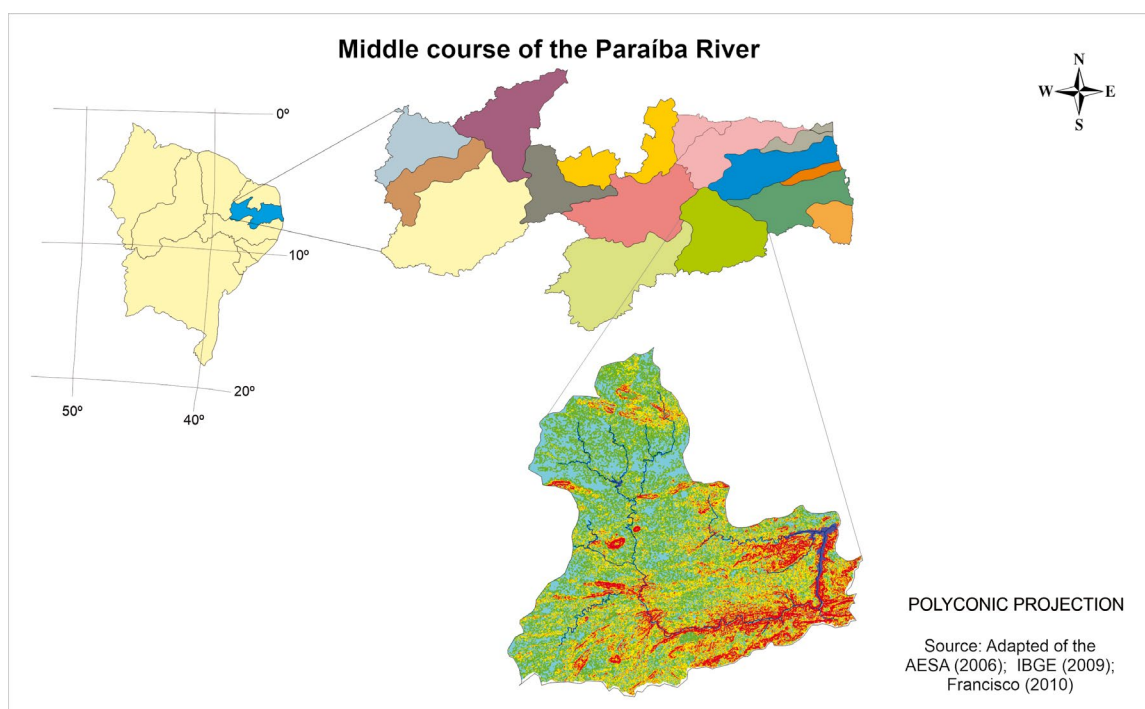 Middle course of the Paraíba River
N
W E
S
0º
10º
20º
50º
40º
POLYCONIC PROJECTION
Source: Adapted of the
AESA (2006); IBGE (2009);
Francisco (2010)